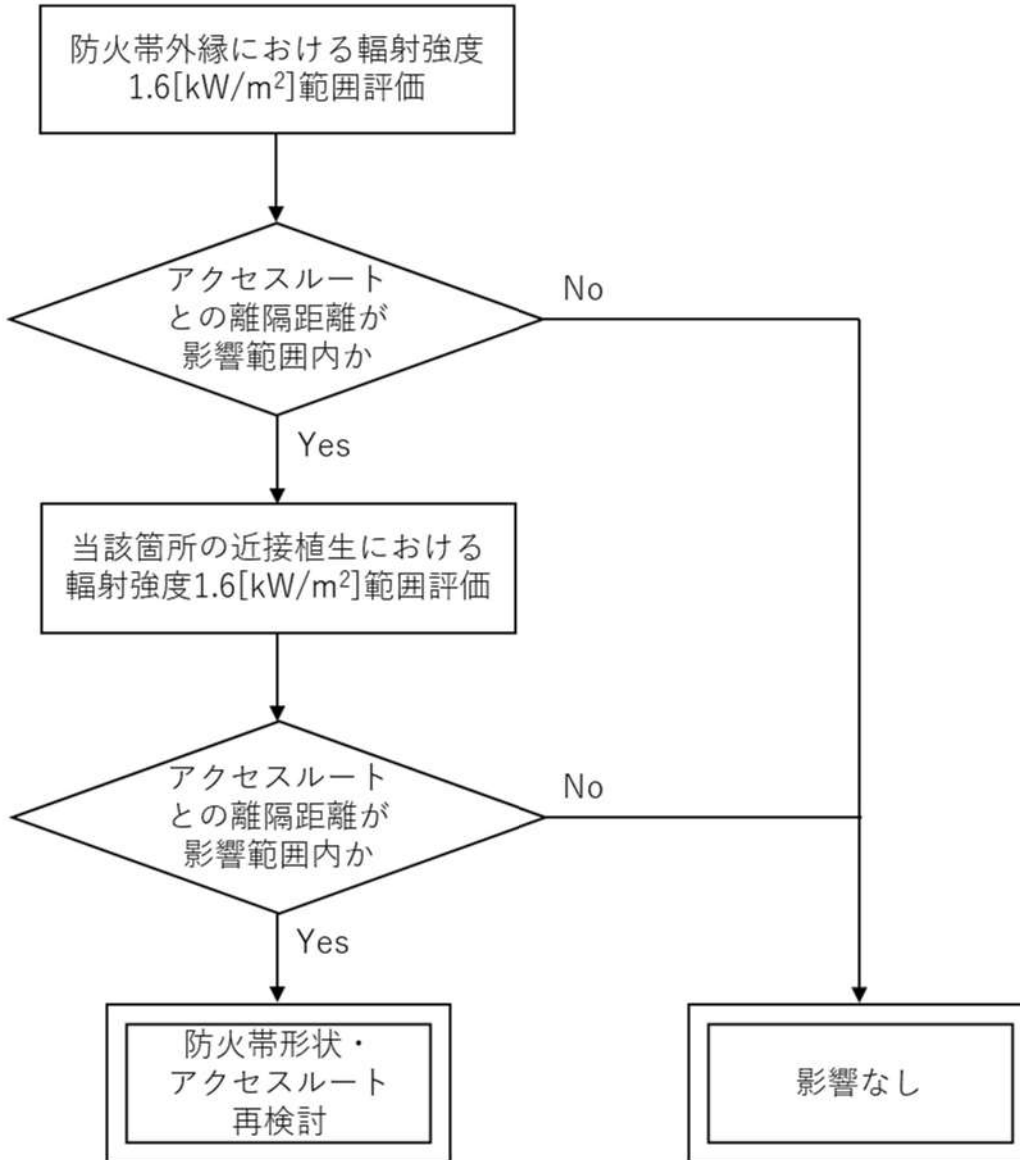 防火帯外縁における輻射強度
1.6[kW/m²]範囲評価
アクセスルート
との離隔距離が
影響範囲内か
No
Yes
当該箇所の近接植生における
輻射強度1.6[kW/m²]範囲評価
アクセスルート
との離隔距離が
影響範囲内か
No
Yes
防火帯形状・
アクセスルート
再検討
影響なし